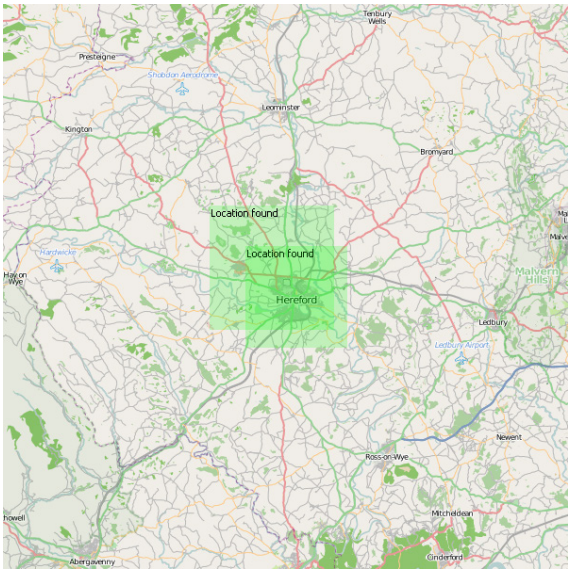 Tenbury
Wells
Presteigne
Shobdon Aerodrome
Leominster
Kington
Bromyard
Location found
Location found
Hardwicke
Hay on
Wye
Malvern
Hills
Hereford
Ledbury
Ledbury Airport
Newent
Ross-on-Wye
Mitcheldean
howell
Cinderford
Abergavenny